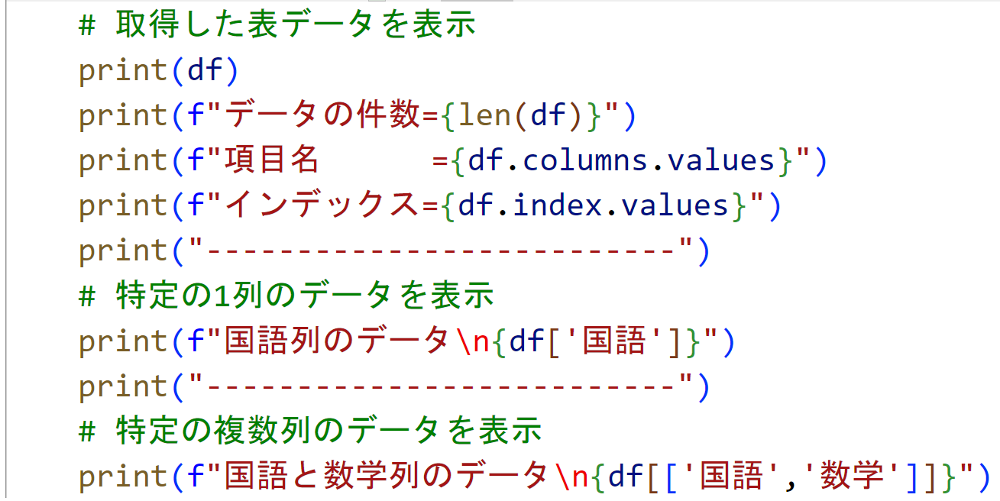 # 取得した表データを表示
print(df)
print(f"データの件数={len(df)}")
print(f"項目名      ={df.columns.values}")
print(f"インデックス={df.index.values}")
print("--------------------------")
# 特定の1列のデータを表示
print(f"国語列のデータ\n{df['国語']}")
print("--------------------------")
# 特定の複数列のデータを表示
print(f"国語と数学列のデータ\n{df[['国語','数学']]}")